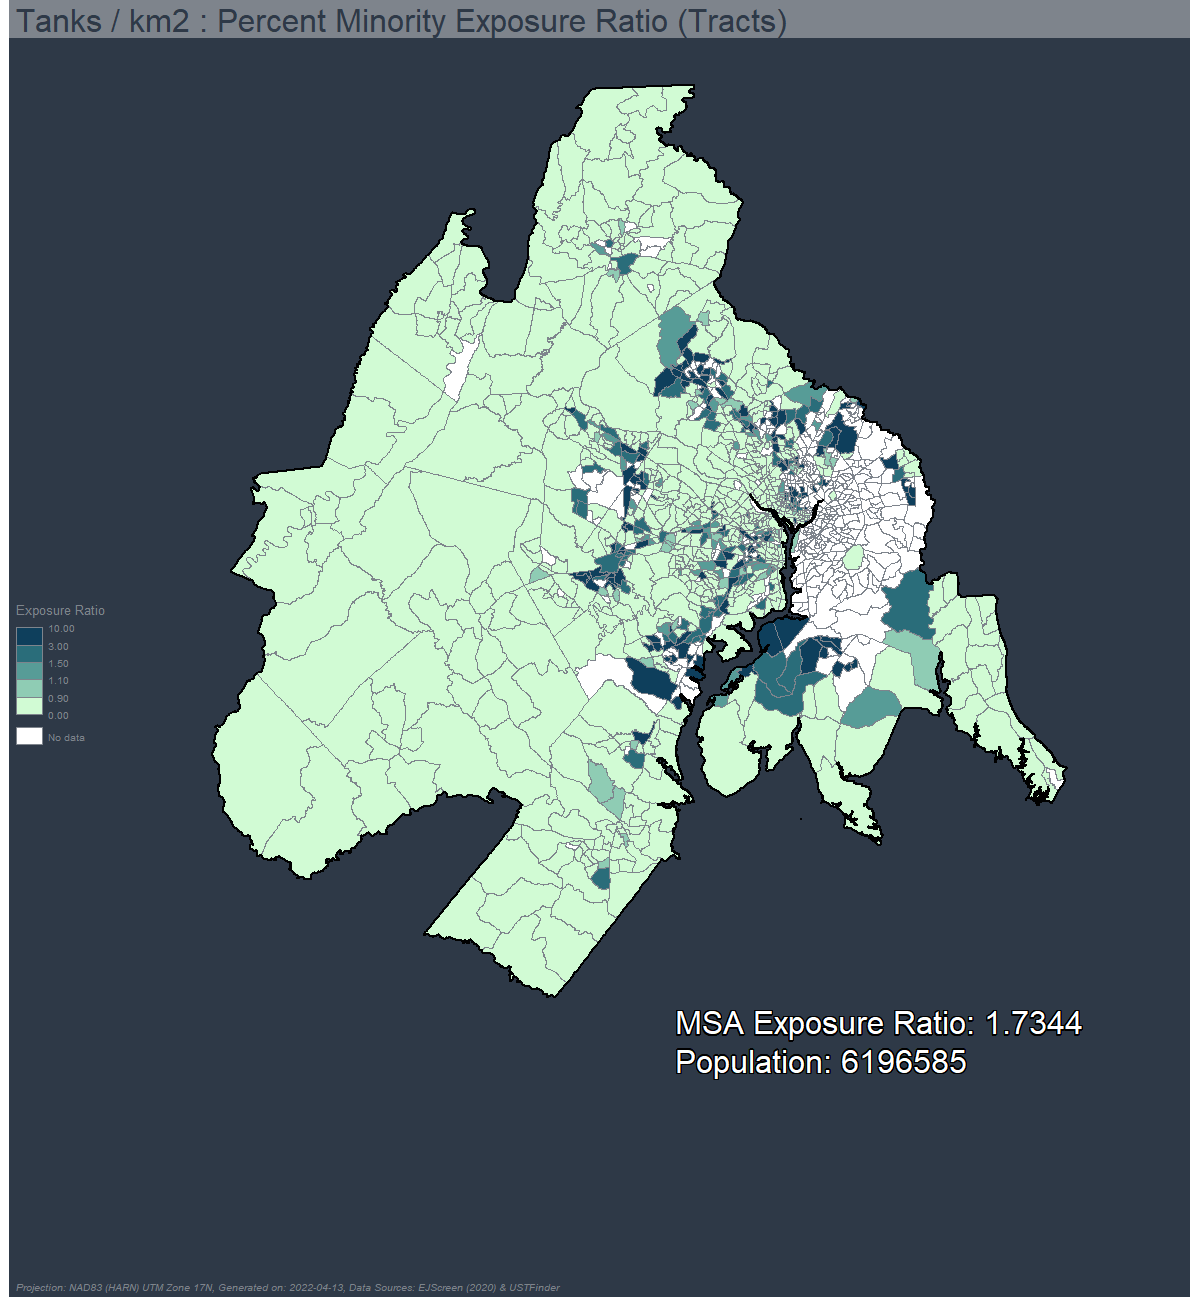 Tanks / km2 : Percent Minority Exposure Ratio (Tracts)
Exposure Ratio
10.00
3.00
1.50
1.10
0.90
0.00
No data
MSA Exposure Ratio: 1.7344
Population: 6196585
Projection: NAD83 (HARN) UTM Zone 17N, Generated on: 2022-04-13, Data Sources: EJScreen (2020) & USTFinder